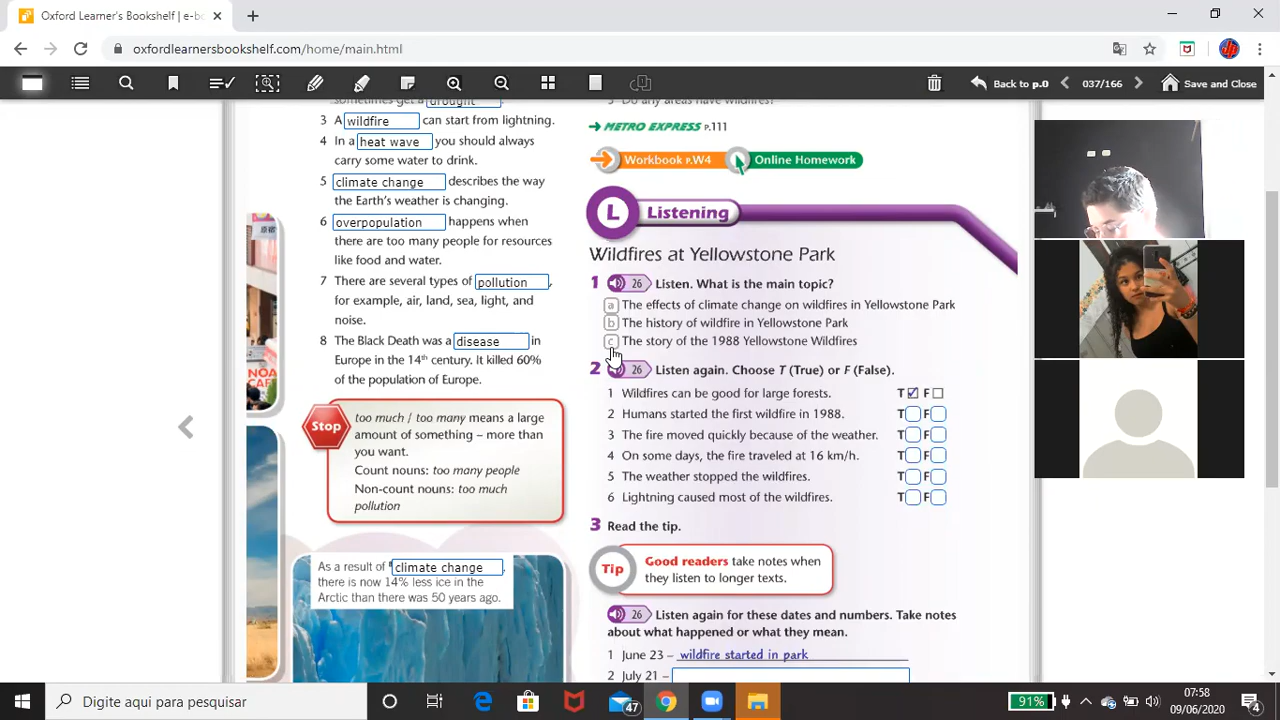 Oxford Learner's Bookshelf | e-bo
oxfordlearnersbookshelf.com/home/main.html
Back to p.0
037/166
Save and Close
sometimes get a drought.
3 A wildfire can start from lightning.
4 In a heat wave you should always
carry some water to drink.
5 climate change describes the way
the Earth's weather is changing.
6 overpopulation happens when
there are too many people for resources
like food and water.
7 There are several types of pollution,
for example, air, land, sea, light, and
noise.
8 The Black Death was a disease in
Europe in the 14th century. It killed 60%
of the population of Europe.
Stop
too much / too many means a large
amount of something – more than
you want.
Count nouns: too many people
Non-count nouns: too much
pollution
As a result of climate change,
there is now 14% less ice in the
Arctic than there was 50 years ago.
5 Do any areas have wildfires?
METRO EXPRESS P.111
Workbook P.W4
Online Homework
L Listening
Wildfires at Yellowstone Park
1 26 Listen. What is the main topic?
a The effects of climate change on wildfires in Yellowstone Park
b The history of wildfire in Yellowstone Park
c The story of the 1988 Yellowstone Wildfires
2 26 Listen again. Choose T (True) or F (False).
1 Wildfires can be good for large forests. T F
2 Humans started the first wildfire in 1988. T F
3 The fire moved quickly because of the weather. T F
4 On some days, the fire traveled at 16 km/h. T F
5 The weather stopped the wildfires. T F
6 Lightning caused most of the wildfires. T F
3 Read the tip.
Tip
Good readers take notes when
they listen to longer texts.
26 Listen again for these dates and numbers. Take notes
about what happened or what they mean.
1 June 23 – wildfire started in park
2 July 21 –
Digite aqui para pesquisar
47
91%
07:58
09/06/2020
4